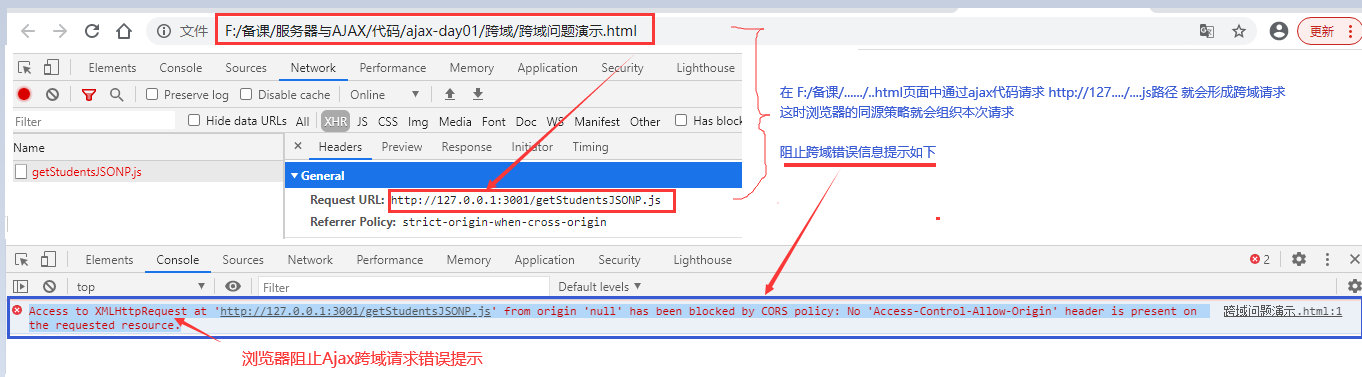 文件 F:/备课/服务器与AJAX/代码/ajax-day01/跨域/跨域问题演示.html 更新
Elements Console Sources Network Performance Memory Application Security Lighthouse
Preserve log Disable cache Online
Filter Hide data URLs All XHR JS CSS Img Media Font Doc WS Manifest Other Has block
Name Headers Preview Response Initiator Timing
getStudentsJSONP.js
General
Request URL: http://127.0.0.1:3001/getStudentsJSONP.js
Referrer Policy: strict-origin-when-cross-origin
在 F:/备课/....../..html页面中通过ajax代码请求 http://127..../....js路径 就会形成跨域请求
这时浏览器的同源策略就会组织本次请求
阻止跨域错误信息提示如下
Elements Console Sources Network Performance Memory Application Security Lighthouse 2
top Filter Default levels
Access to XMLHttpRequest at 'http://127.0.0.1:3001/getStudentsJSONP.js' from origin 'null' has been blocked by CORS policy: No 'Access-Control-Allow-Origin' header is present on 跨域问题演示.html:1
the requested resource.
浏览器阻止Ajax跨域请求错误提示